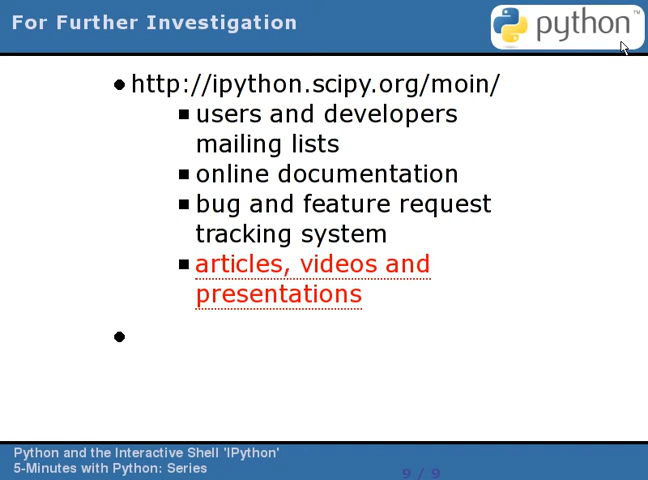 For Further Investigation
python™
http://ipython.scipy.org/moin/
users and developers
mailing lists
online documentation
bug and feature request
tracking system
articles, videos and
presentations
Python and the Interactive Shell 'IPython'
5-Minutes with Python: Series
9 / 9